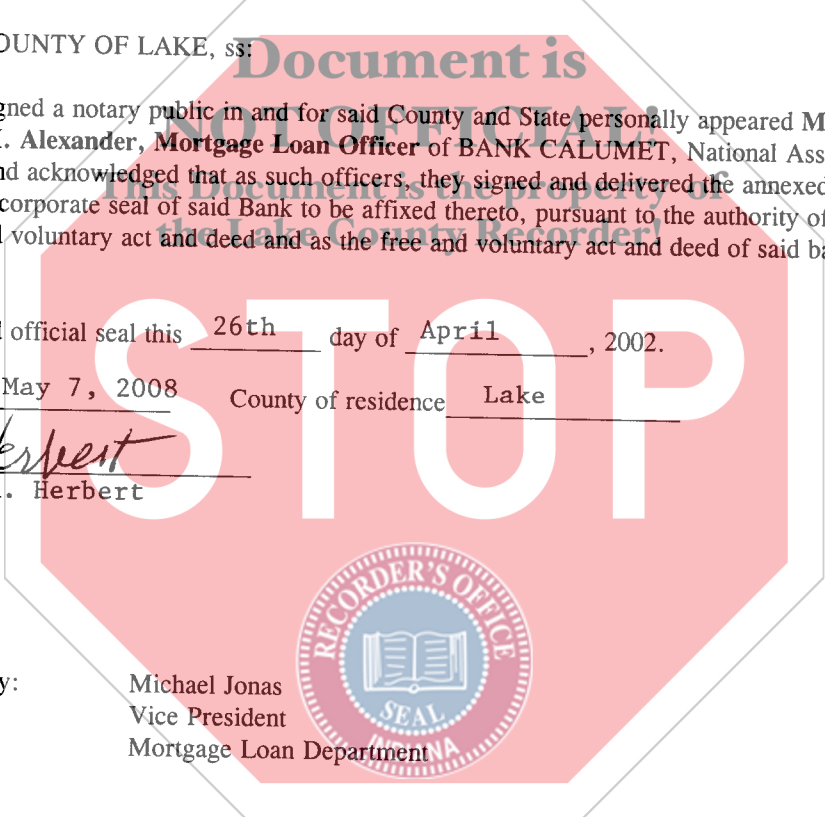 OUNTY OF LAKE, ss:
Document is
NOT OFFICIAL!
gned a notary public in and for said County and State personally appeared M
. Alexander, Mortgage Loan Officer of BANK CALUMET, National Ass
This Document is the property of
nd acknowledged that as such officers, they signed and delivered the annexed
corporate seal of said Bank to be affixed thereto, pursuant to the authority of
the Lake County Recorder!
l voluntary act and deed and as the free and voluntary act and deed of said ba
l official seal this 26th day of April, 2002.
May 7, 2008 County of residence Lake
STOP
erbert
. Herbert
RECORDER'S OFFICE
SEAL
INDIANA
y: Michael Jonas
Vice President
Mortgage Loan Department